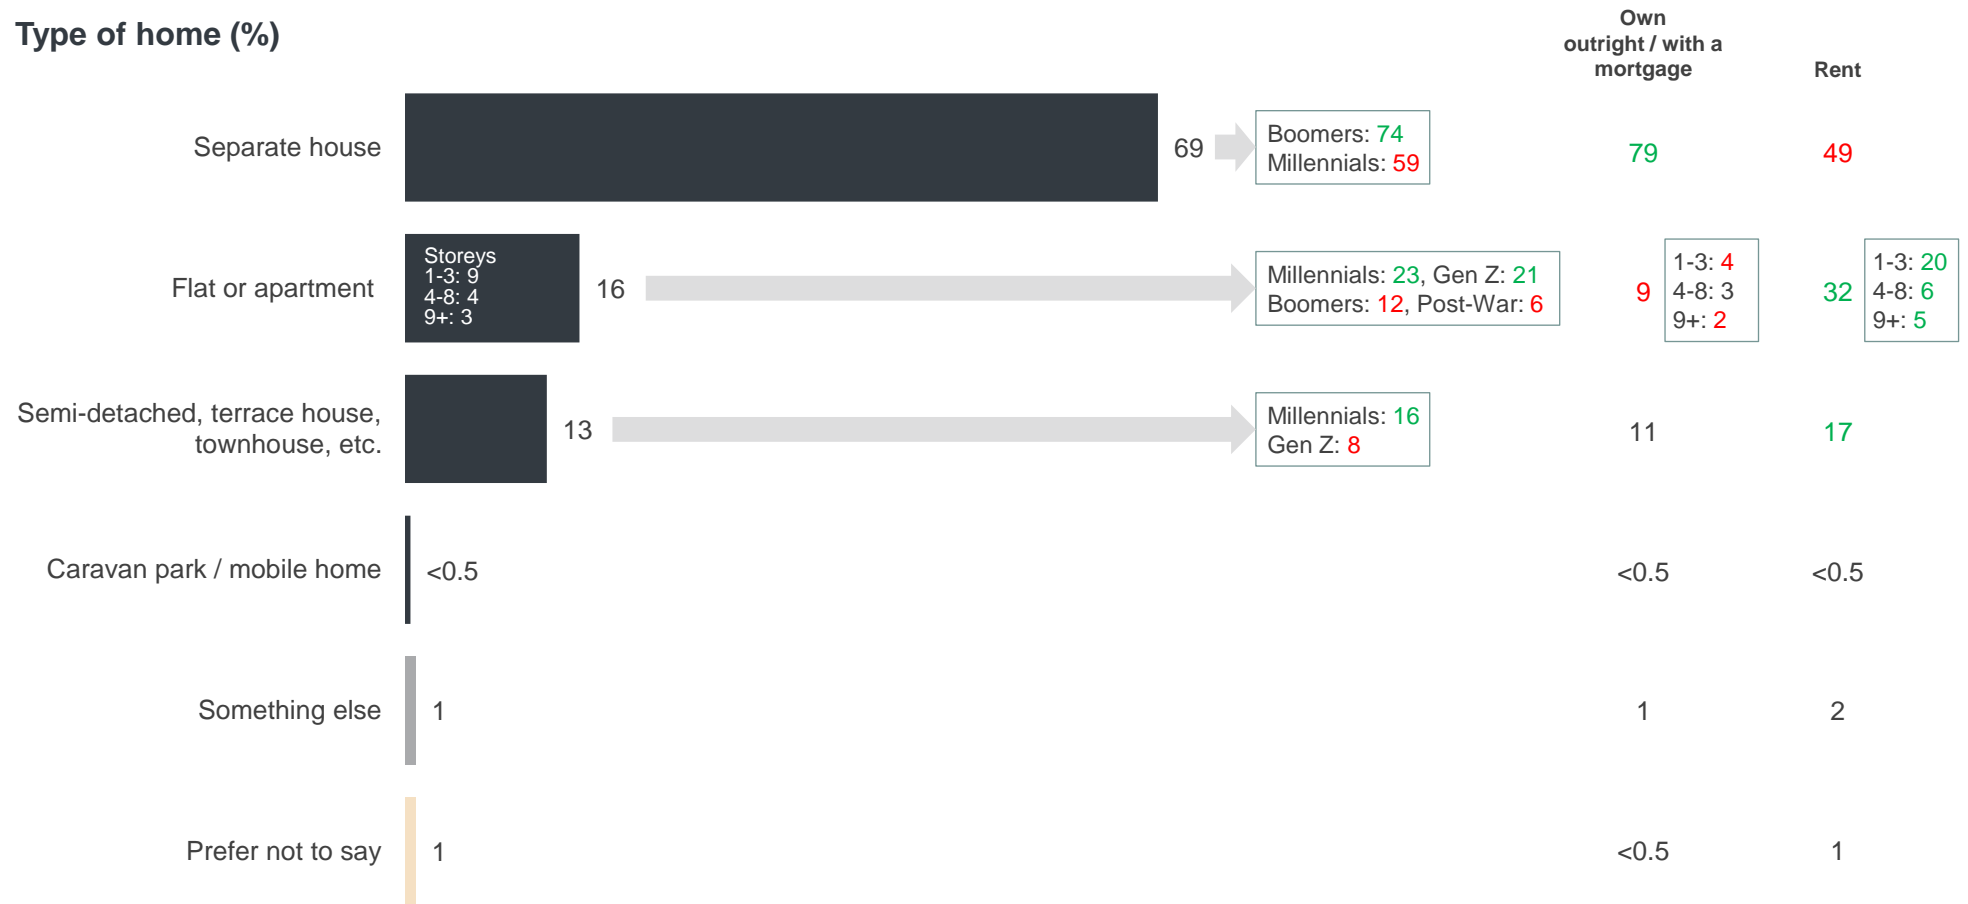 Type of home (%)
Own
outright / with a
mortgage
Rent
Separate house
69
Boomers: 74
Millennials: 59
79
49
Flat or apartment
Storeys
1-3: 9
4-8: 4
9+: 3
16
Millennials: 23, Gen Z: 21
Boomers: 12, Post-War: 6
9
1-3: 4
4-8: 3
9+: 2
32
1-3: 20
4-8: 6
9+: 5
Semi-detached, terrace house,
townhouse, etc.
13
Millennials: 16
Gen Z: 8
11
17
Caravan park / mobile home
<0.5
<0.5
<0.5
Something else
1
1
2
Prefer not to say
1
<0.5
1